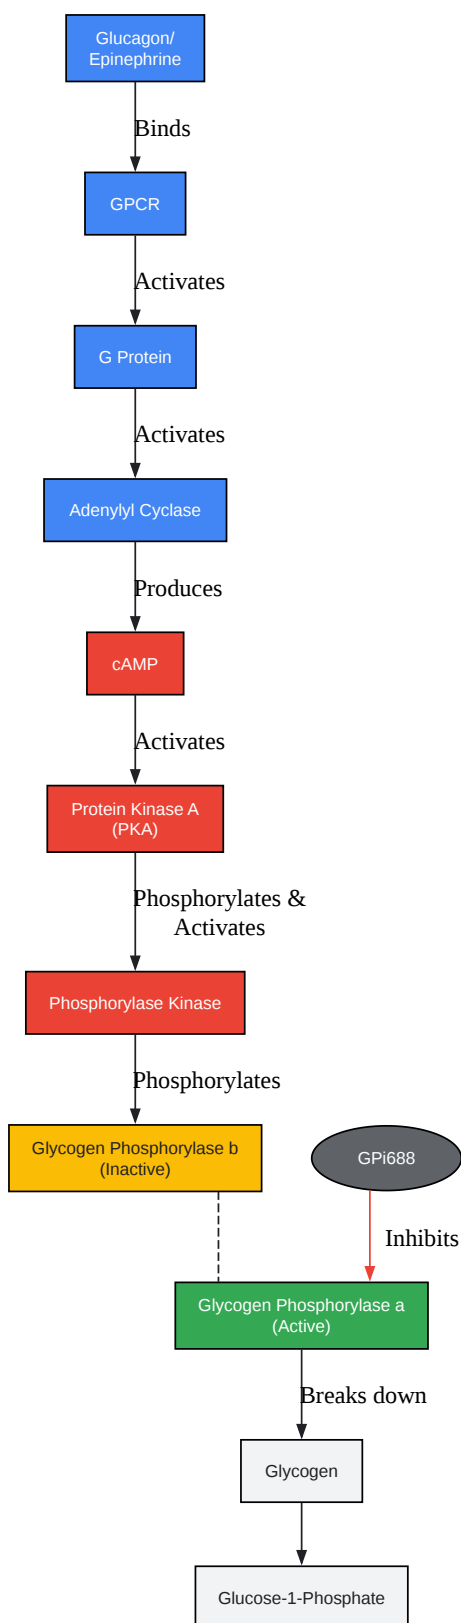 Glucagon/
Epinephrine
Binds
GPCR
Activates
G Protein
Activates
Adenylyl Cyclase
Produces
cAMP
Activates
Protein Kinase A
(PKA)
Phosphorylates &
Activates
Phosphorylase Kinase
Phosphorylates
Glycogen Phosphorylase b
(Inactive)
GPi688
Inhibits
Glycogen Phosphorylase a
(Active)
Breaks down
Glycogen
Glucose-1-Phosphate